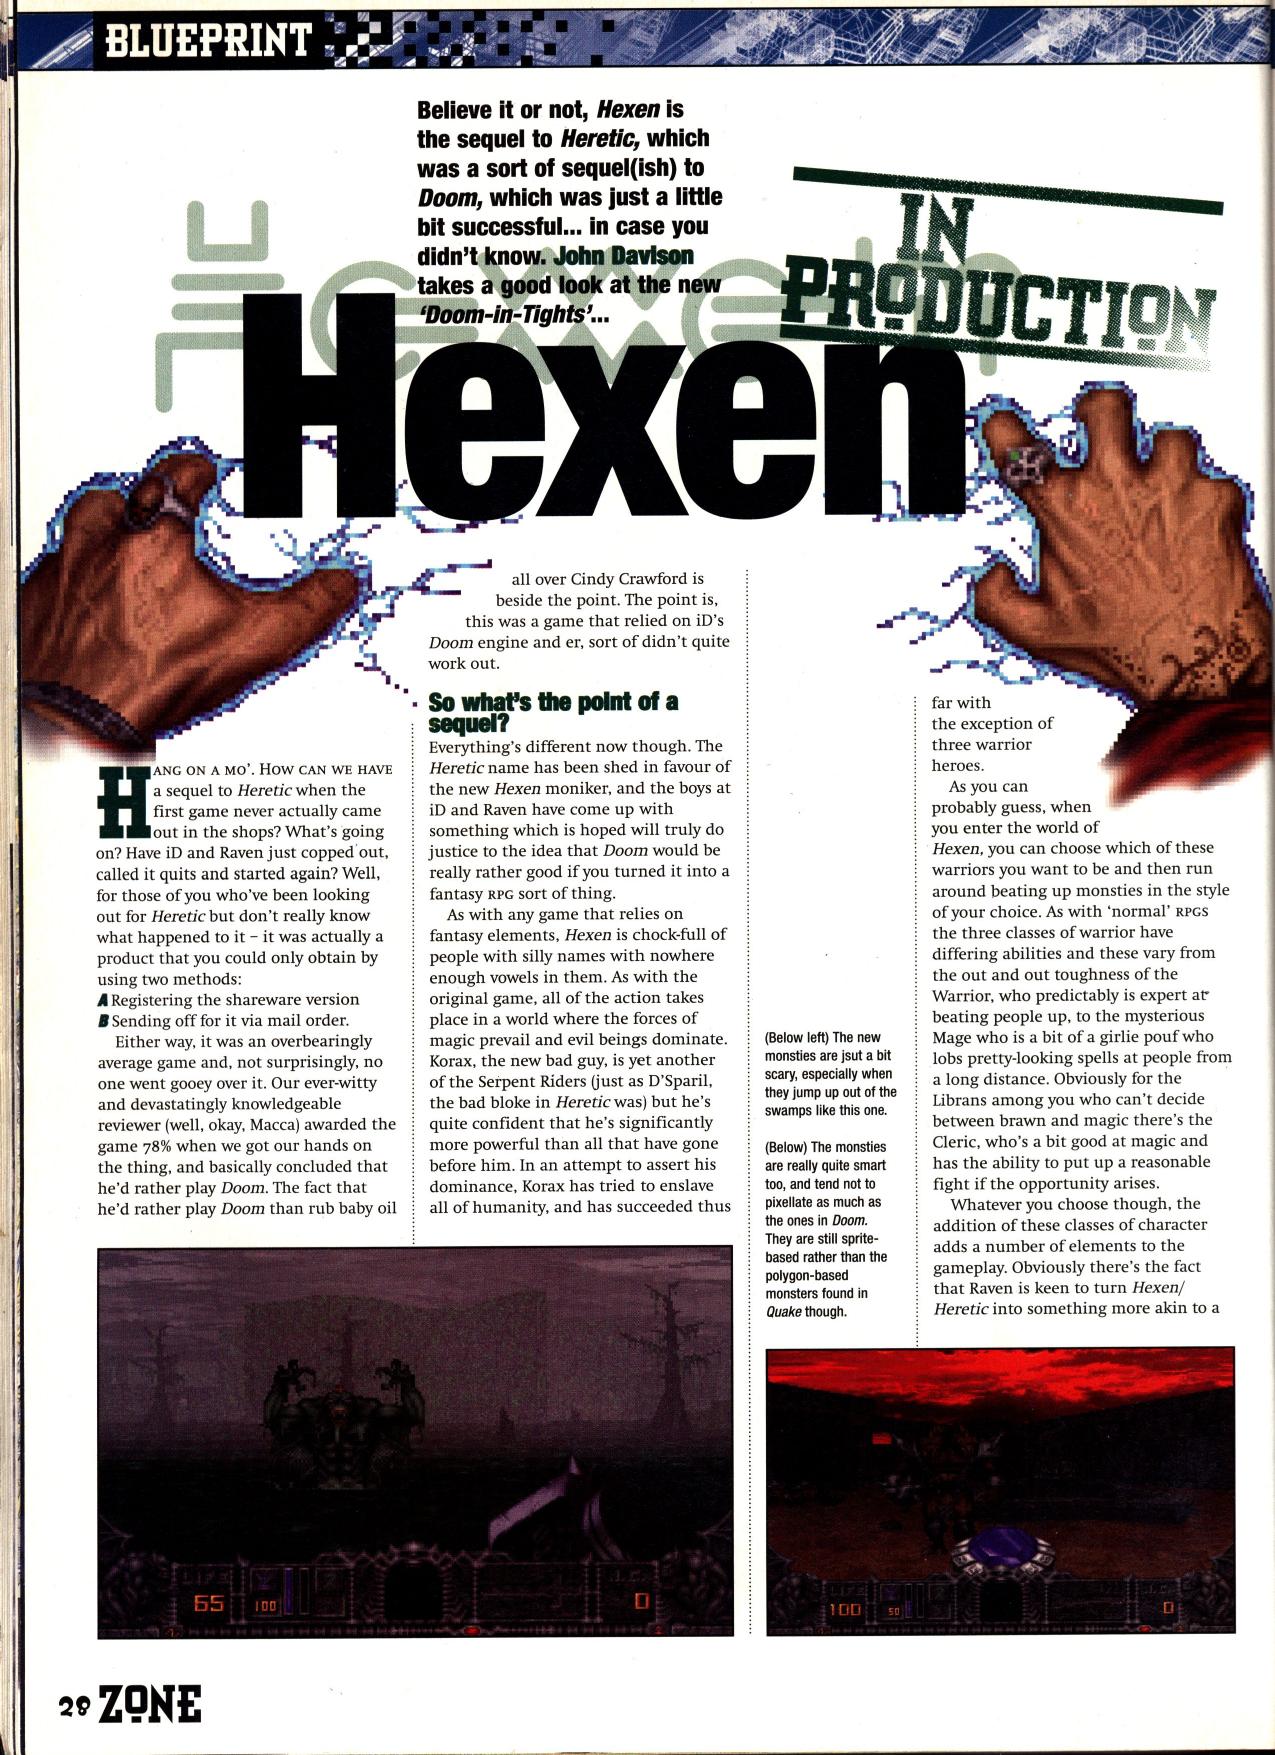 BLUEPRINT
Believe it or not, Hexen is
the sequel to Heretic, which
was a sort of sequel(ish) to
Doom, which was just a little
bit successful... in case you
didn't know. John Davison
takes a good look at the new
'Doom-in-Tights'...
IN
PRODUCTION
Hexen
HANG ON A MO'. HOW CAN WE HAVE
a sequel to Heretic when the
first game never actually came
out in the shops? What's going
on? Have iD and Raven just copped out,
called it quits and started again? Well,
for those of you who've been looking
out for Heretic but don't really know
what happened to it – it was actually a
product that you could only obtain by
using two methods:
A Registering the shareware version
B Sending off for it via mail order.
Either way, it was an overbearingly
average game and, not surprisingly, no
one went gooey over it. Our ever-witty
and devastatingly knowledgeable
reviewer (well, okay, Macca) awarded the
game 78% when we got our hands on
the thing, and basically concluded that
he'd rather play Doom. The fact that
he'd rather play Doom than rub baby oil
all over Cindy Crawford is
beside the point. The point is,
this was a game that relied on iD's
Doom engine and er, sort of didn't quite
work out.
So what's the point of a
sequel?
Everything's different now though. The
Heretic name has been shed in favour of
the new Hexen moniker, and the boys at
iD and Raven have come up with
something which is hoped will truly do
justice to the idea that Doom would be
really rather good if you turned it into a
fantasy RPG sort of thing.
As with any game that relies on
fantasy elements, Hexen is chock-full of
people with silly names with nowhere
enough vowels in them. As with the
original game, all of the action takes
place in a world where the forces of
magic prevail and evil beings dominate.
Korax, the new bad guy, is yet another
of the Serpent Riders (just as D'Sparil,
the bad bloke in Heretic was) but he's
quite confident that he's significantly
more powerful than all that have gone
before him. In an attempt to assert his
dominance, Korax has tried to enslave
all of humanity, and has succeeded thus
(Below left) The new
monsties are jsut a bit
scary, especially when
they jump up out of the
swamps like this one.
(Below) The monsties
are really quite smart
too, and tend not to
pixellate as much as
the ones in Doom.
They are still sprite-
based rather than the
polygon-based
monsters found in
Quake though.
far with
the exception of
three warrior
heroes.
As you can
probably guess, when
you enter the world of
Hexen, you can choose which of these
warriors you want to be and then run
around beating up monsties in the style
of your choice. As with 'normal' RPGS
the three classes of warrior have
differing abilities and these vary from
the out and out toughness of the
Warrior, who predictably is expert at
beating people up, to the mysterious
Mage who is a bit of a girlie pouf who
lobs pretty-looking spells at people from
a long distance. Obviously for the
Librans among you who can't decide
between brawn and magic there's the
Cleric, who's a bit good at magic and
has the ability to put up a reasonable
fight if the opportunity arises.
Whatever you choose though, the
addition of these classes of character
adds a number of elements to the
gameplay. Obviously there's the fact
that Raven is keen to turn Hexen/
Heretic into something more akin to a
LIFE
A.C.
65
100
0
LIFE
A.C.
100
50
0
28 ZONE